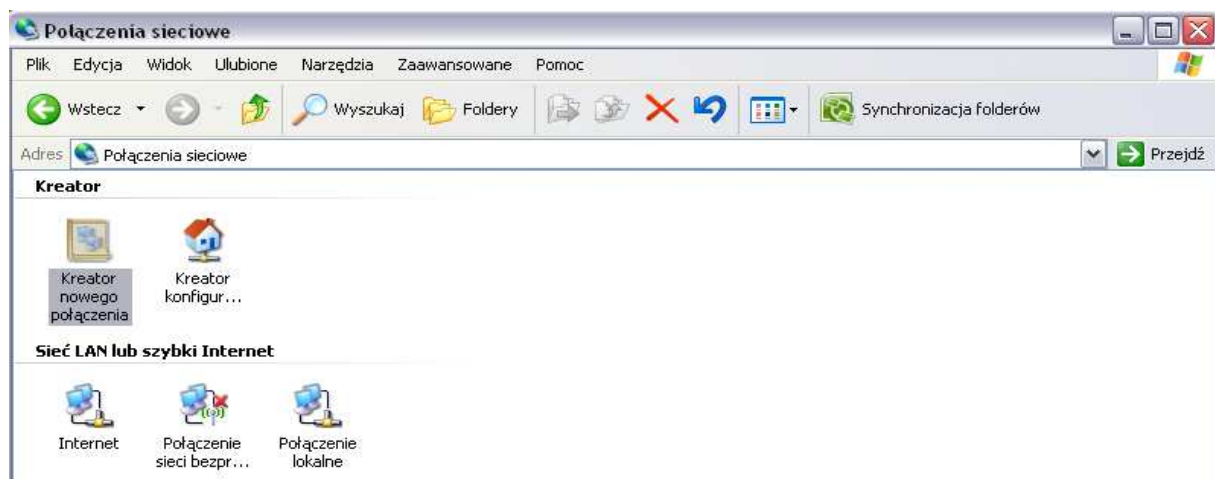 Połączenia sieciowe
Plik Edycja Widok Ulubione Narzędzia Zaawansowane Pomoc
Wstecz Wyszukaj Foldery Synchronizacja folderów
Adres Połączenia sieciowe Przejdź
Kreator
Kreator nowego połączenia
Kreator konfigur...
Sieć LAN lub szybki Internet
Internet
Połączenie sieci bezpr...
Połączenie lokalne